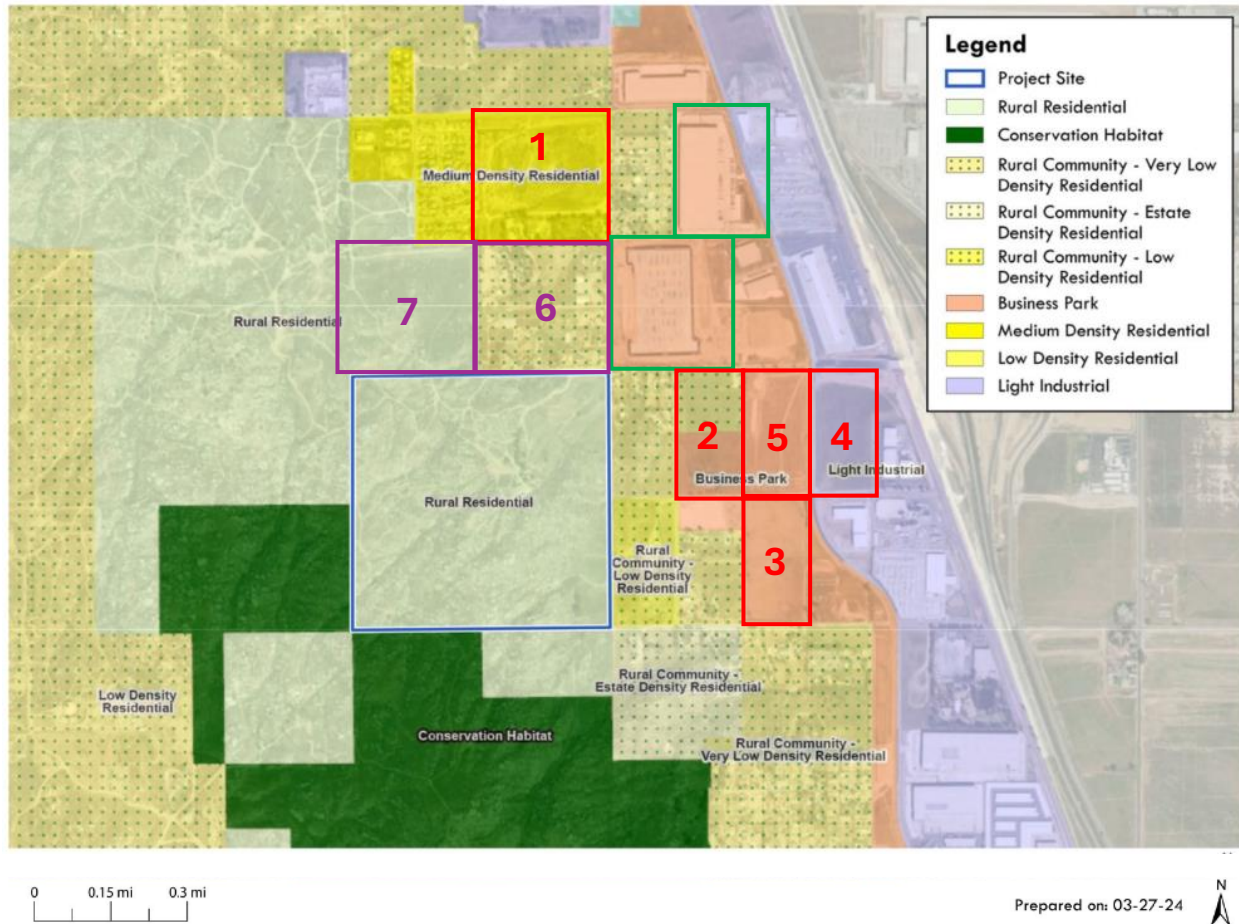 Legend
Project Site
Rural Residential
Conservation Habitat
Rural Community - Very Low
Density Residential
Rural Community - Estate
Density Residential
Rural Community - Low
Density Residential
Business Park
Medium Density Residential
Low Density Residential
Light Industrial
1
Medium Density Residential
7
6
Rural Residential
2
5
4
Light Industrial
Business Park
Rural Residential
3
Rural
Community -
Low Density
Residential
Rural Community -
Estate Density Residential
Low Density
Residential
Conservation Habitat
Rural Community -
Very Low Density Residential
0
0.15 mi
0.3 mi
Prepared on: 03-27-24
N